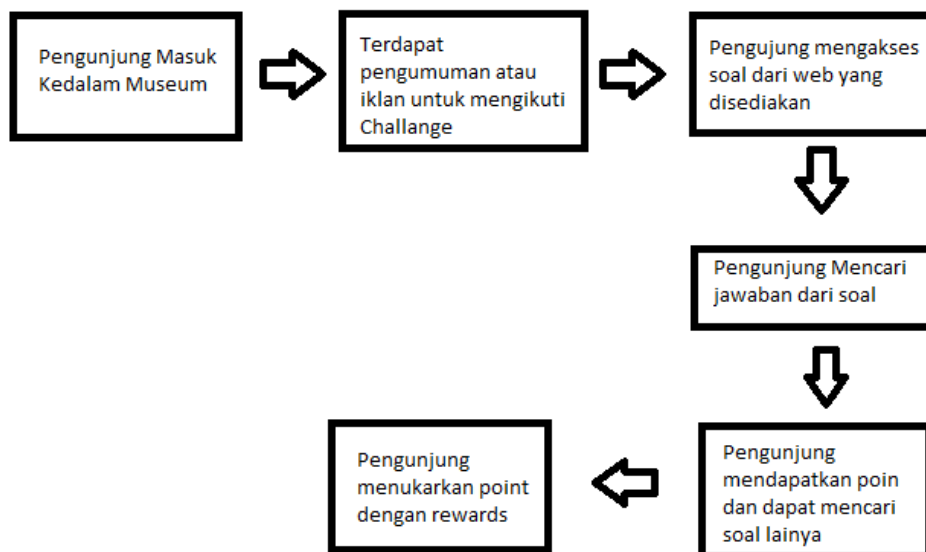 Pengunjung Masuk
Kedalam Museum
Terdapat
pengumuman atau
iklan untuk mengikuti
Challange
Pengujung mengakses
soal dari web yang
disediakan
Pengunjung Mencari
jawaban dari soal
Pengunjung
mendapatkan poin
dan dapat mencari
soal lainya
Pengunjung
menukarkan point
dengan rewards